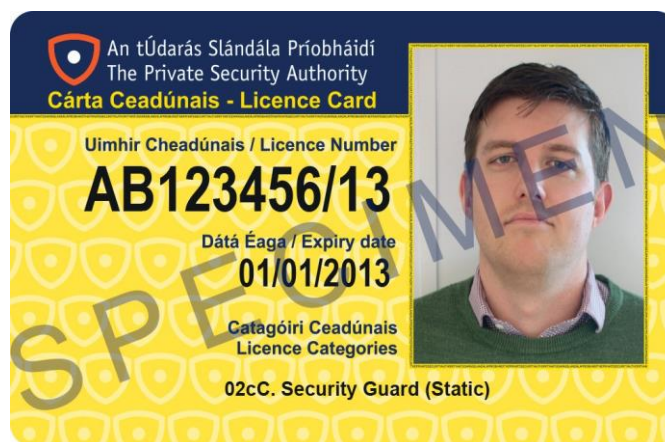 An tÚdarás Slándála Príobháidí
The Private Security Authority
Cárta Ceadúnais - Licence Card
Uimhir Cheadúnais / Licence Number
AB123456/13
Dátá Éaga / Expiry date
01/01/2013
Catagóiri Ceadúnais
Licence Categories
02cC. Security Guard (Static)
SPECIMEN